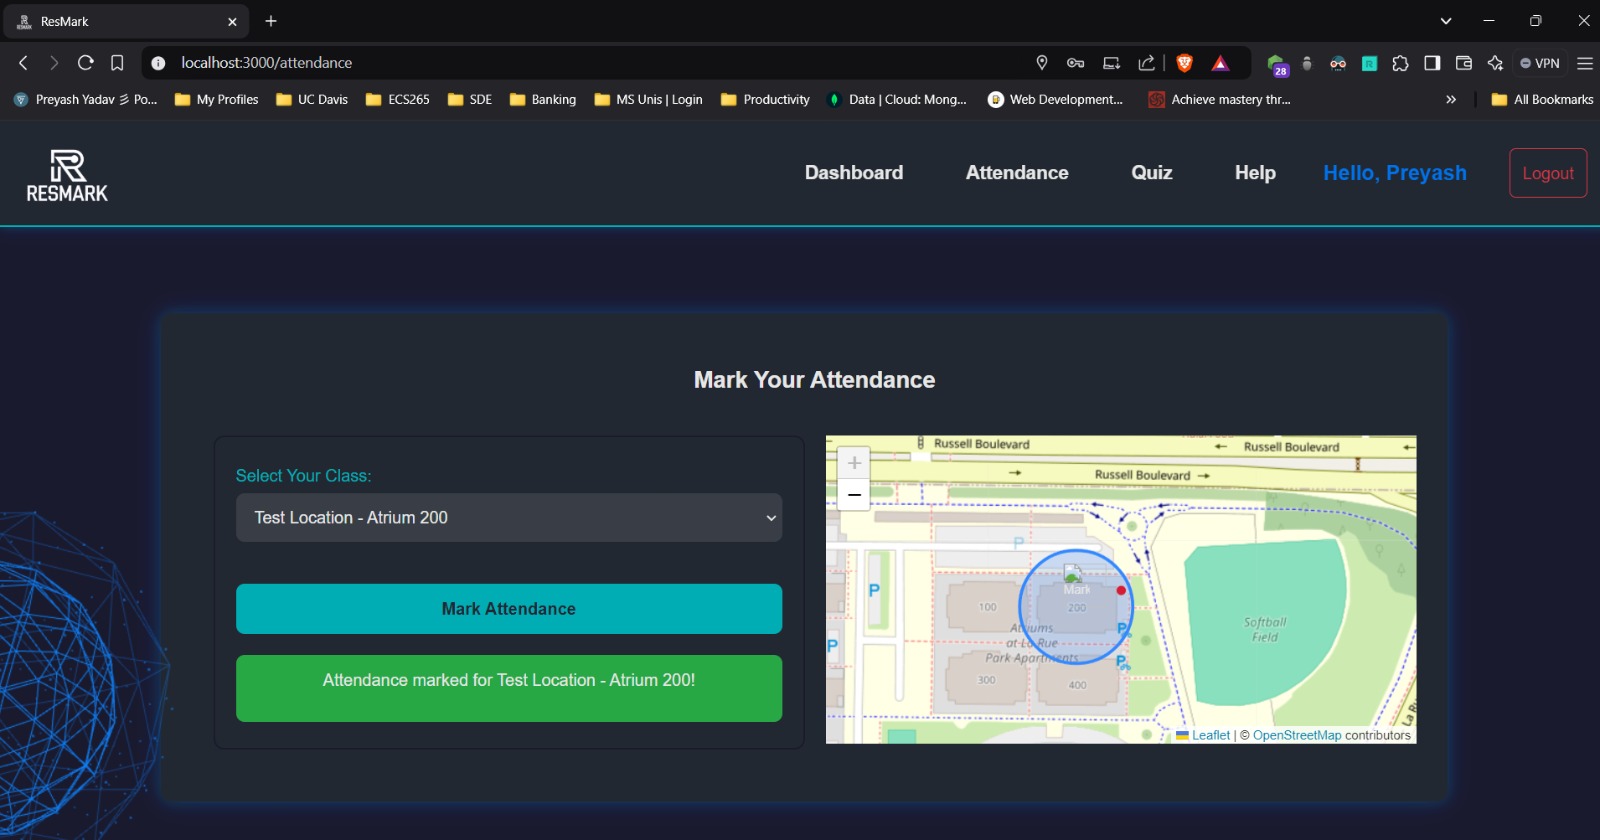 ResMark
localhost:3000/attendance
28
VPN
Preyash Yadav 彡 Po...
My Profiles
UC Davis
ECS265
SDE
Banking
MS Unis | Login
Productivity
Data | Cloud: Mong...
Web Development...
Achieve mastery thr...
All Bookmarks
RESMARK
Dashboard
Attendance
Quiz
Help
Hello, Preyash
Logout
Mark Your Attendance
Select Your Class:
Test Location - Atrium 200
Mark Attendance
Attendance marked for Test Location - Atrium 200!
Russell Boulevard
Russell Boulevard
Russell Boulevard
+
−
P
P
P
Mark
100
200
Atriums
at La Rue
Park Apartments
300
400
P
P
Softball
Field
Leaflet | © OpenStreetMap contributors